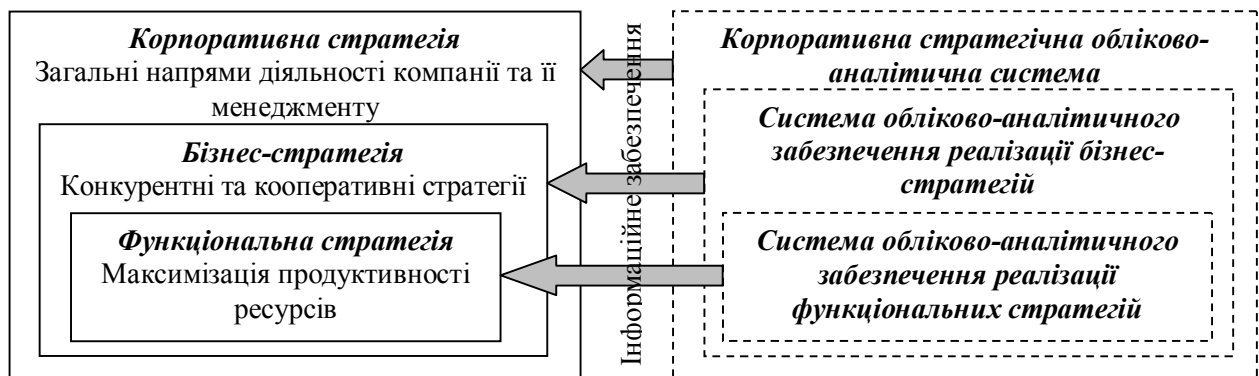 Корпоративна стратегія
Загальні напрями діяльності компанії та її
менеджменту
Бізнес-стратегія
Конкурентні та кооперативні стратегії
Функціональна стратегія
Максимізація продуктивності
ресурсів
Інформаційне забезпечення
Корпоративна стратегічна обліково-
аналітична система
Система обліково-аналітичного
забезпечення реалізації бізнес-
стратегій
Система обліково-аналітичного
забезпечення реалізації
функціональних стратегій